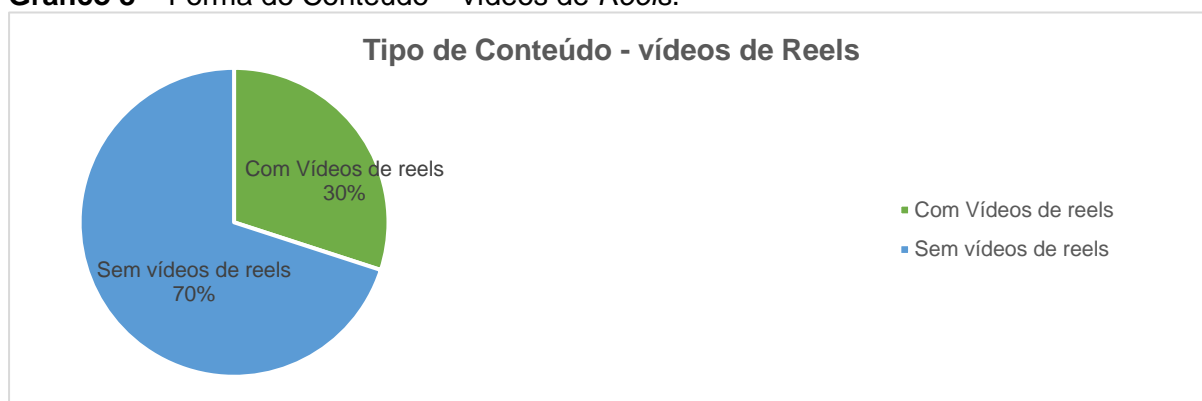 Tipo de Conteúdo - vídeos de Reels
Com Vídeos de reels
30%
Sem vídeos de reels
70%
Com Vídeos de reels
Sem vídeos de reels